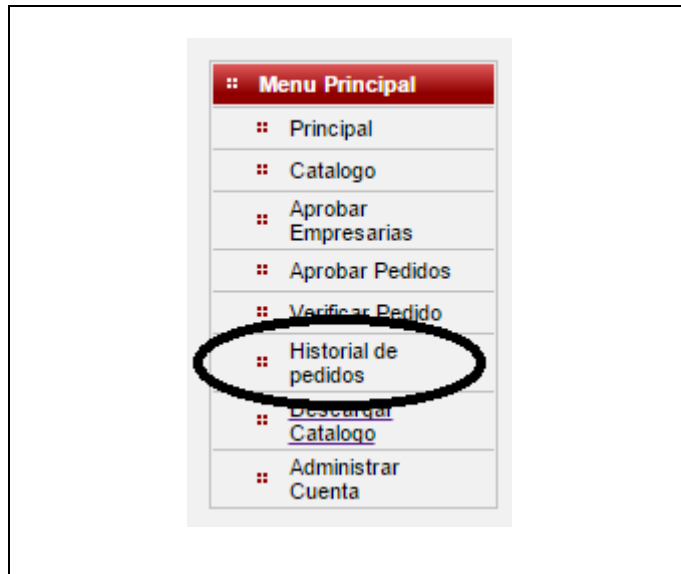 Menu Principal
Principal
Catalogo
Aprobar
Empresarias
Aprobar Pedidos
Verificar Pedido
Historial de
pedidos
Descargar
Catalogo
Administrar
Cuenta